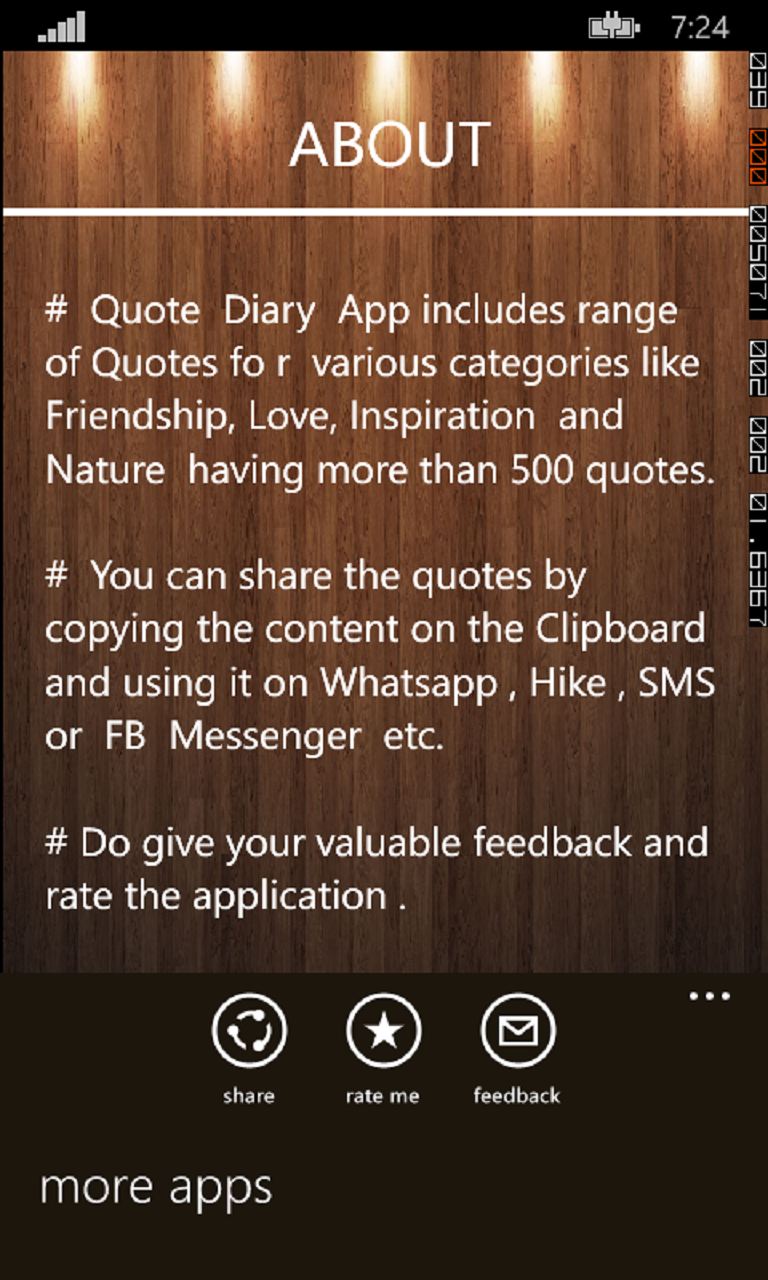 7:24
ABOUT
# Quote Diary App includes range
of Quotes fo r various categories like
Friendship, Love, Inspiration and
Nature having more than 500 quotes.
# You can share the quotes by
copying the content on the Clipboard
and using it on Whatsapp , Hike , SMS
or FB Messenger etc.
# Do give your valuable feedback and
rate the application .
share
rate me
feedback
more apps
039 000 005071 002 002 01.6367